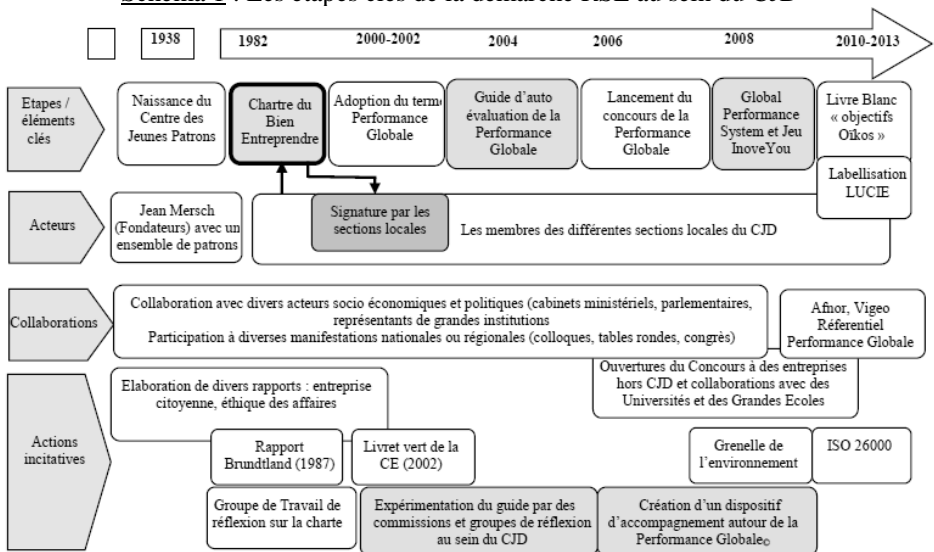 Schéma 1 : Les étapes clés de la démarche RSE au sein du CJD
1938
1982
2000-2002
2004
2006
2008
2010-2013
Etapes /
éléments
clés
Naissance du
Centre des
Jeunes Patrons
Chartre du
Bien
Entreprendre
Adoption du term
Performance
Globale
Guide d'auto
évaluation de la
Performance
Globale
Lancement du
concours de la
Performance
Globale
Global
Performance
System et Jeu
InoveYou
Livre Blanc
« objectifs
Oïkos »
Labellisation
LUCIE
Acteurs
Jean Mersch
(Fondateurs) avec un
ensemble de patrons
Signature par les
sections locales
Les membres des différentes sections locales du CJD
Collaborations
Collaboration avec divers acteurs socio économiques et politiques (cabinets ministériels, parlementaires,
représentants de grandes institutions
Participation à diverses manifestations nationales ou régionales (colloques, tables rondes, congrès)
Afnor, Vigeo
Réferentiel
Performance Globale
Actions
incitatives
Elaboration de divers rapports : entreprise
citoyenne, éthique des affaires
Ouvertures du Concours à des entreprises
hors CJD et collaborations avec des
Universités et des Grandes Ecoles
Rapport
Brundtland (1987)
Livret vert de la
CE (2002)
Grenelle de
l'environnement
ISO 26000
Groupe de Travail de
réflexion sur la charte
Expérimentation du guide par des
commissions et groupes de réflexion
au sein du CJD
Création d'un dispositif
d'accompagnement autour de la
Performance Globale©